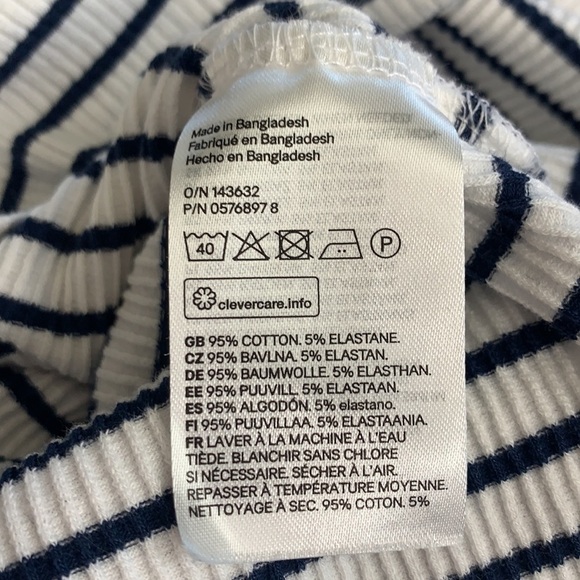 Made in Bangladesh
Fabriqué en Bangladesh
Hecho en Bangladesh
O/N 143632
P/N 0576897 8
40 P
clevercare.info
GB 95% COTTON. 5% ELASTANE.
CZ 95% BAVLNA. 5% ELASTAN.
DE 95% BAUMWOLLE. 5% ELASTHAN.
EE 95% PUUVILL. 5% ELASTAAN.
ES 95% ALGODÓN. 5% elastano.
FI 95% PUUVILLAA. 5% ELASTAANIA.
FR LAVER À LA MACHINE À L'EAU
TIÈDE. BLANCHIR SANS CHLORE
SI NÉCESSAIRE. SÉCHER À L'AIR.
REPASSER À TEMPÉRATURE MOYENNE.
NETTOYAGE À SEC. 95% COTON. 5%